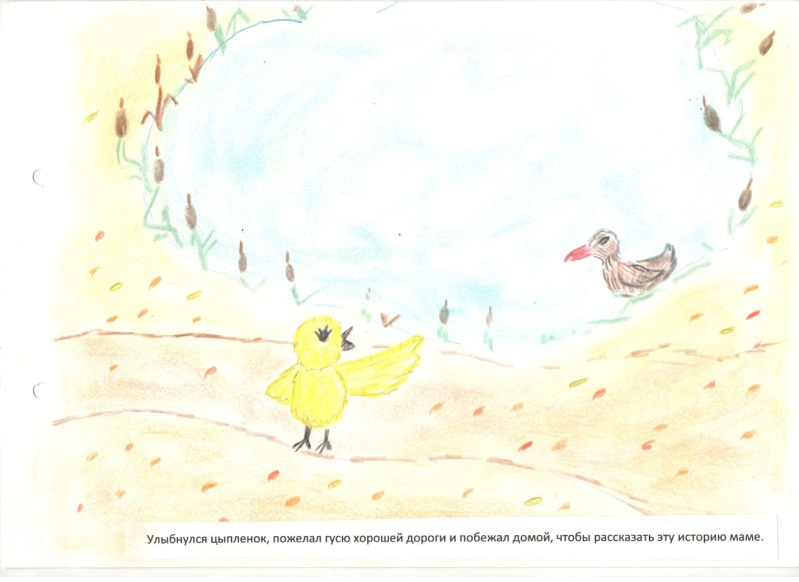 Улыбнулся цыпленок, пожелал гусю хорошей дороги и побежал домой, чтобы рассказать эту историю маме.